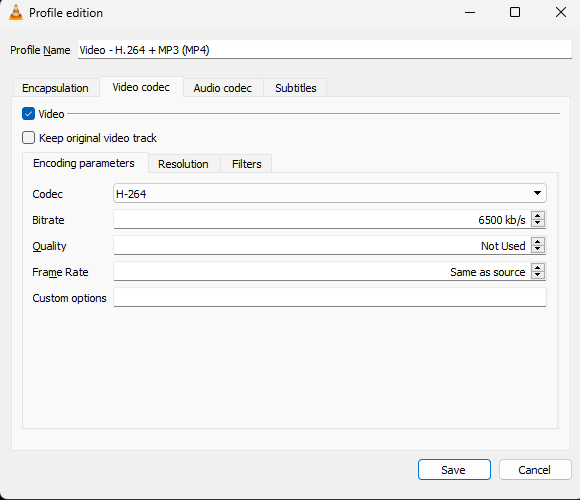 Profile edition
Profile Name Video - H.264 + MP3 (MP4)
Encapsulation Video codec Audio codec Subtitles
Video
Keep original video track
Encoding parameters Resolution Filters
Codec H-264
Bitrate 6500 kb/s
Quality Not Used
Frame Rate Same as source
Custom options
Save Cancel